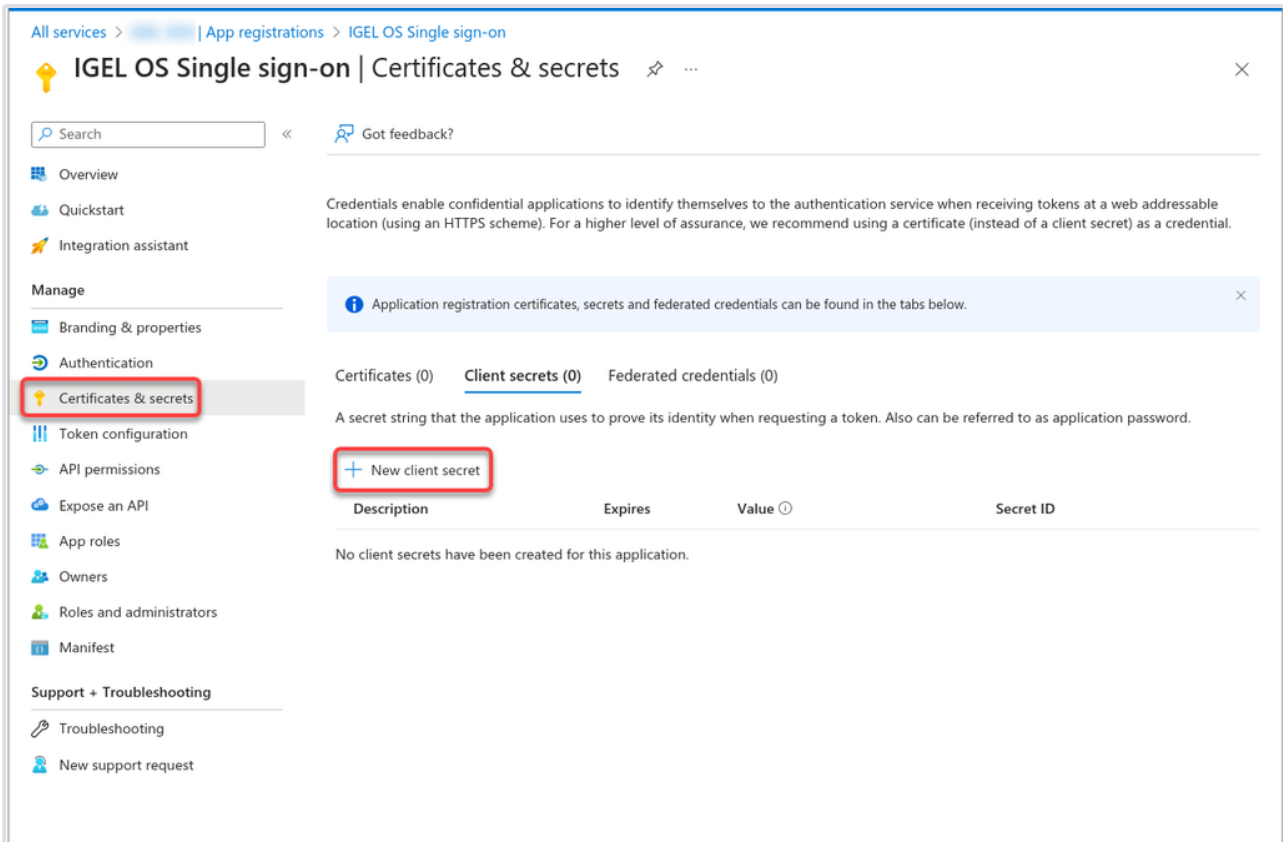 All services > | App registrations > IGEL OS Single sign-on
IGEL OS Single sign-on | Certificates & secrets
Search
Got feedback?
Overview
Quickstart
Integration assistant
Credentials enable confidential applications to identify themselves to the authentication service when receiving tokens at a web addressable
location (using an HTTPS scheme). For a higher level of assurance, we recommend using a certificate (instead of a client secret) as a credential.
Manage
Branding & properties
Authentication
Certificates & secrets
Token configuration
API permissions
Expose an API
App roles
Owners
Roles and administrators
Manifest
Support + Troubleshooting
Troubleshooting
New support request
Application registration certificates, secrets and federated credentials can be found in the tabs below.
Certificates (0) Client secrets (0) Federated credentials (0)
A secret string that the application uses to prove its identity when requesting a token. Also can be referred to as application password.
New client secret
Description Expires Value Secret ID
No client secrets have been created for this application.